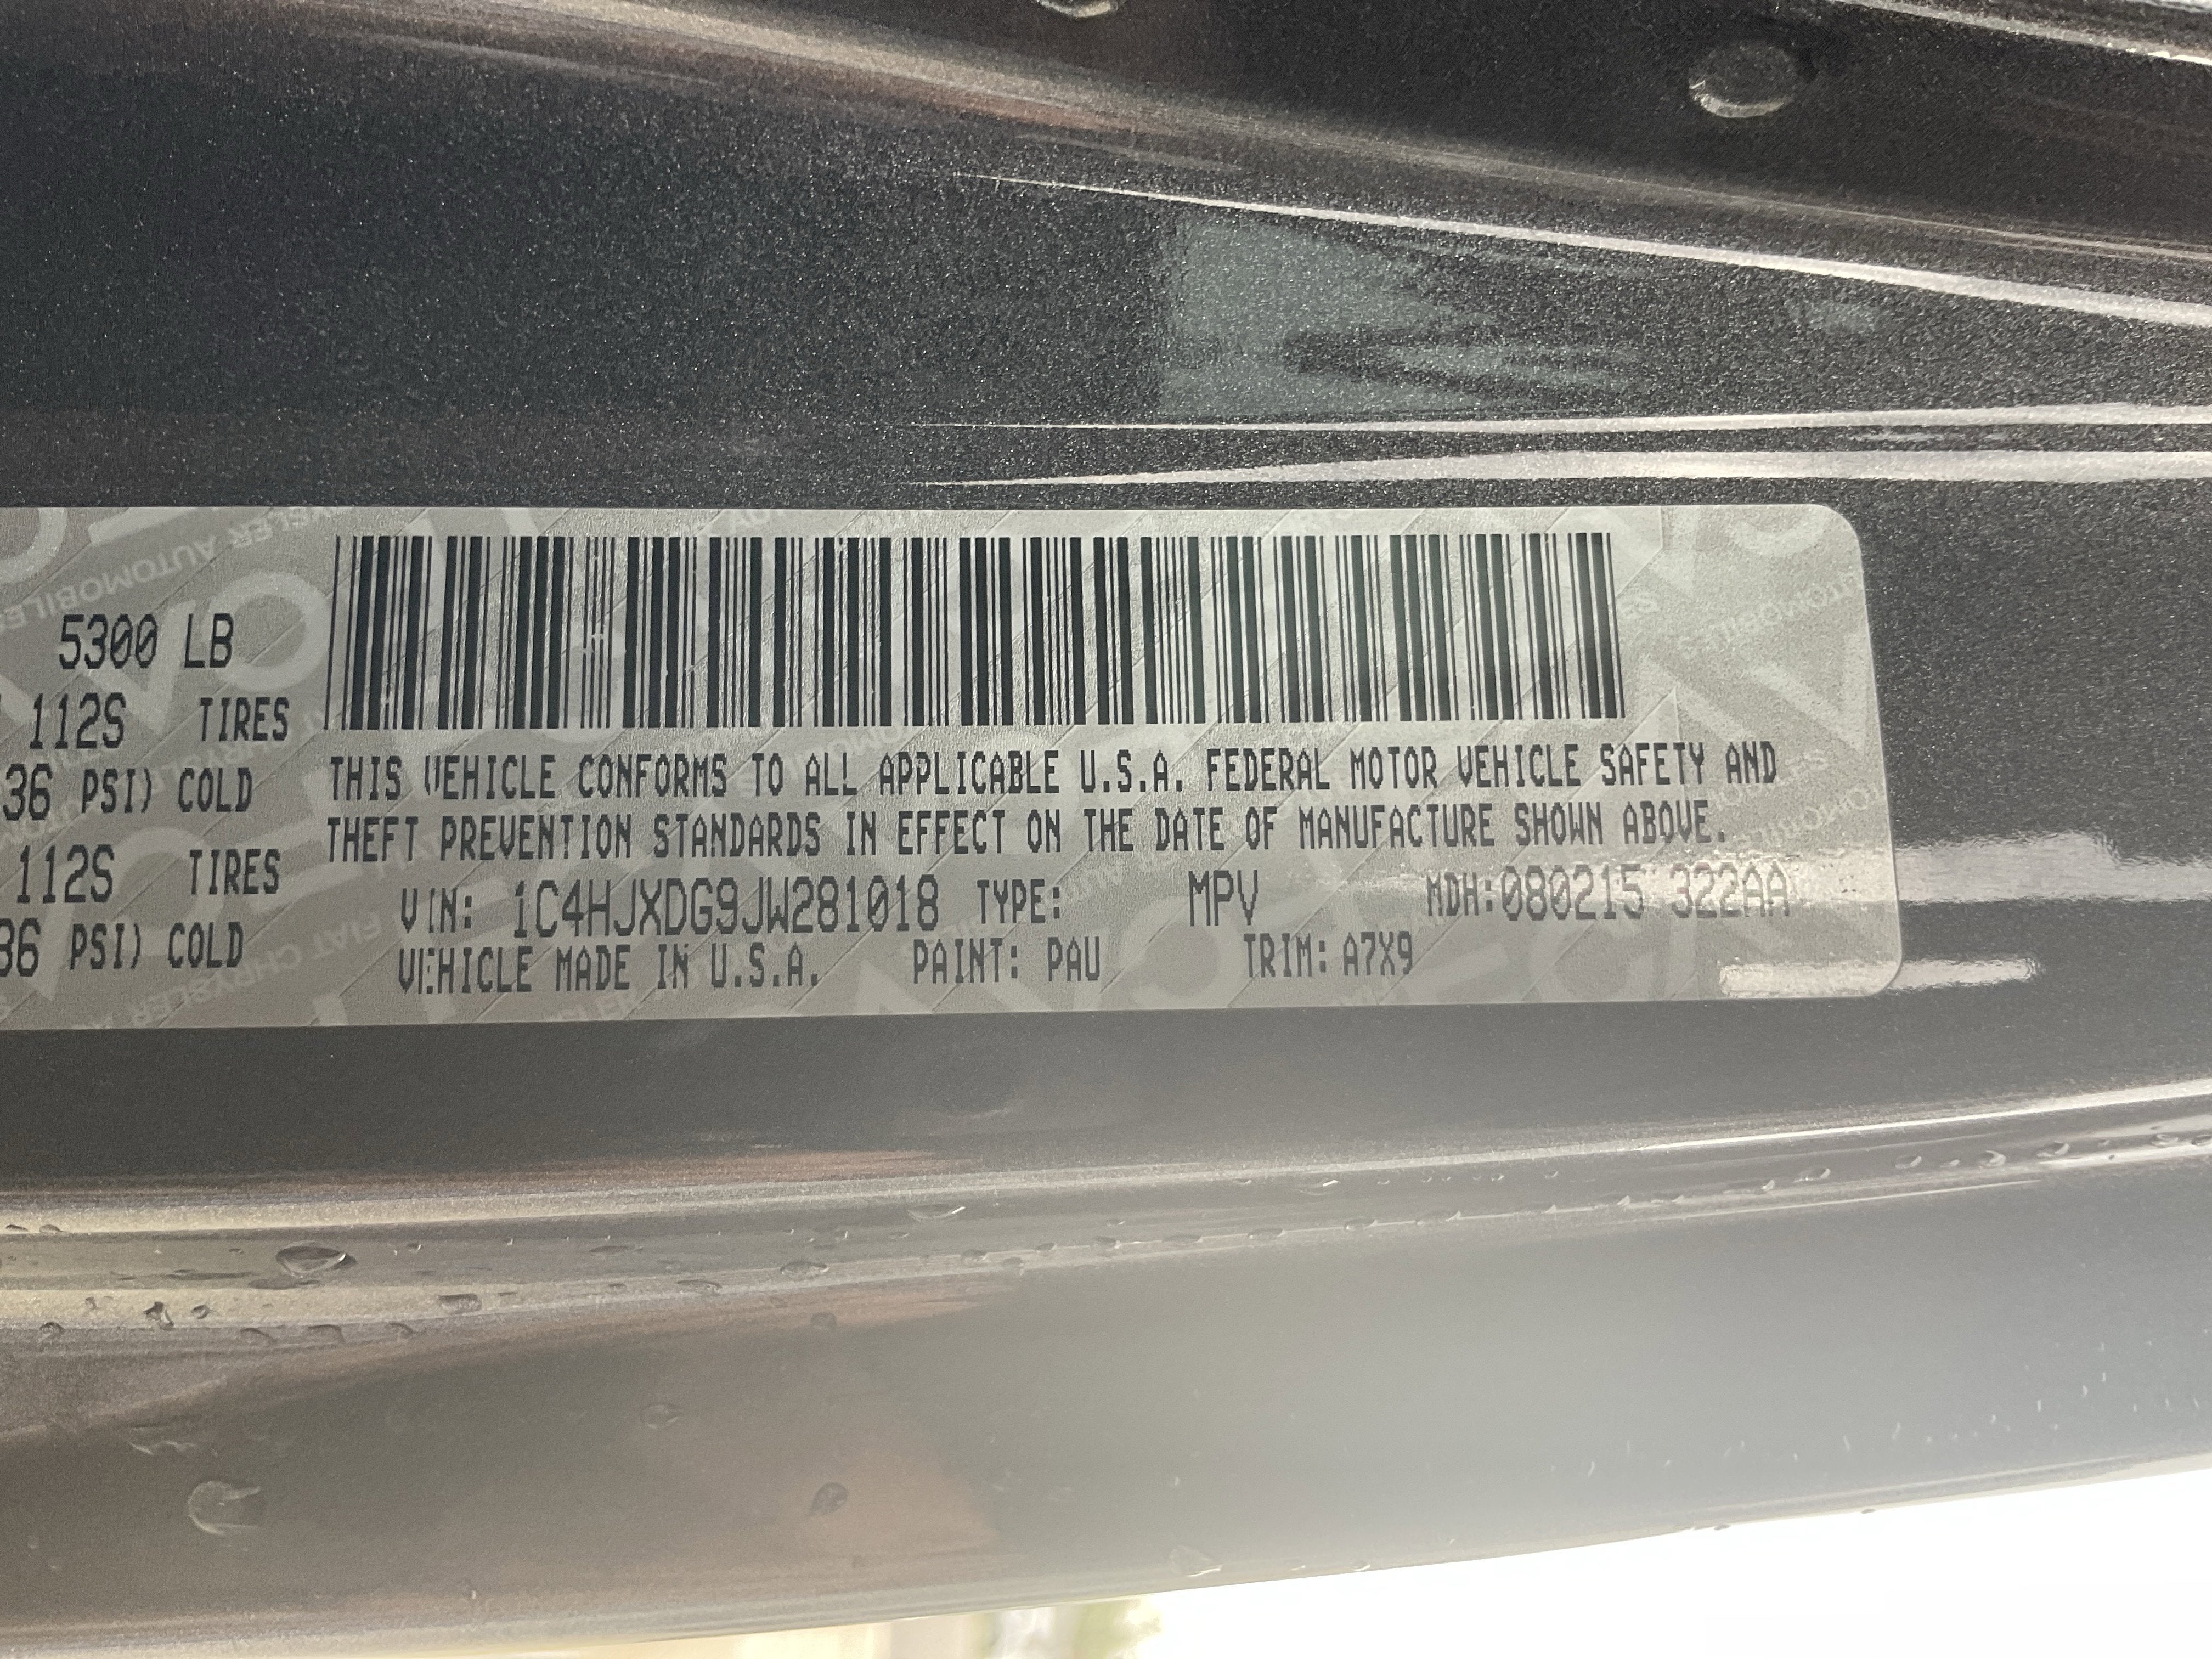 5300 LB
112S TIRES
36 PSI) COLD
112S TIRES
36 PSI) COLD
THIS VEHICLE CONFORMS TO ALL APPLICABLE U.S.A. FEDERAL MOTOR VEHICLE SAFETY AND
THEFT PREVENTION STANDARDS IN EFFECT ON THE DATE OF MANUFACTURE SHOWN ABOVE.
VIN: 1C4HJXDG9JW281018 TYPE: MPV MDH:080215 322AA
VEHICLE MADE IN U.S.A. PAINT: PAU TRIM: A7X9